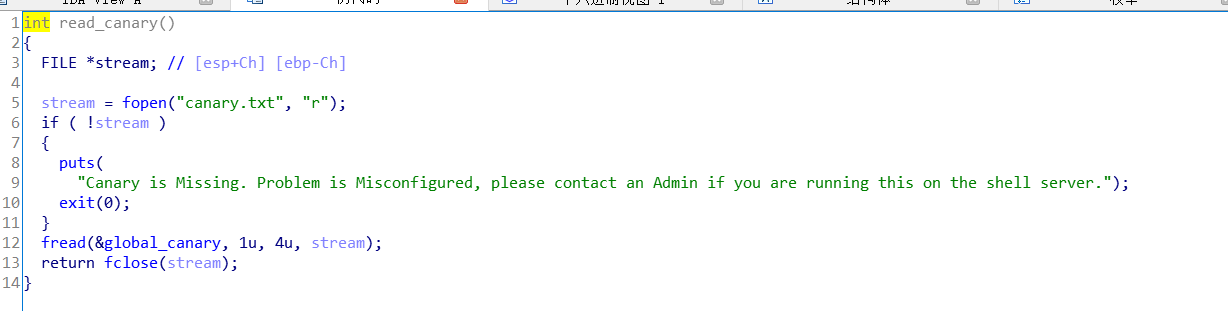 1 int read_canary()
2 {
3 FILE *stream; // [esp+Ch] [ebp-Ch]
4
5 stream = fopen("canary.txt", "r");
6 if ( !stream )
7 {
8 puts(
9 "Canary is Missing. Problem is Misconfigured, please contact an Admin if you are running this on the shell server.");
10 exit(0);
11 }
12 fread(&global_canary, 1u, 4u, stream);
13 return fclose(stream);
14 }